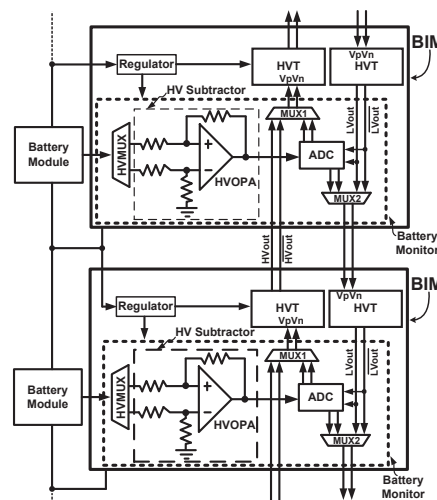 BIM
HVT
VpVn
VpVn
HVT
Regulator
HV Subtractor
MUX1
LVout
LVout
Battery
Module
HVMUX
+
−
HVOPA
ADC
MUX2
Battery
Monitor
HVout
HVout
BIM
HVT
VpVn
VpVn
HVT
Regulator
HV Subtractor
MUX1
LVout
LVout
Battery
Module
HVMUX
+
−
HVOPA
ADC
MUX2
Battery
Monitor